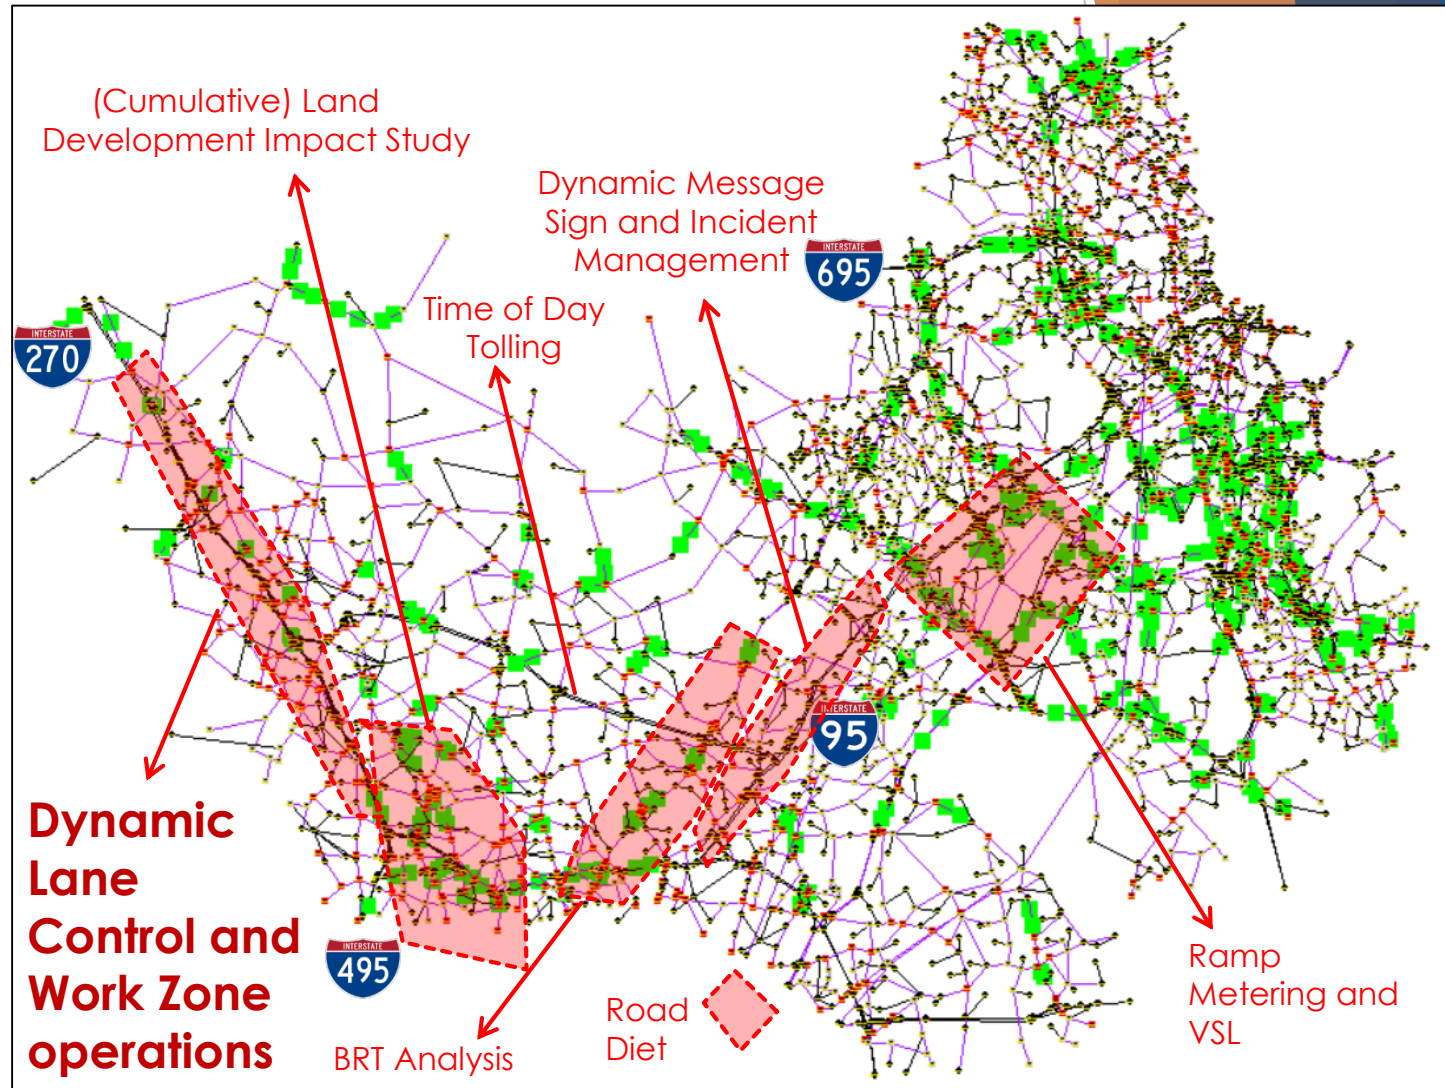 (Cumulative) Land
Development Impact Study
Dynamic Message
Sign and Incident
Management
INTERSTATE
695
Time of Day
Tolling
INTERSTATE
270
INTERSTATE
95
Dynamic
Lane
Control and
Work Zone
operations
INTERSTATE
495
BRT Analysis
Road
Diet
Ramp
Metering and
VSL